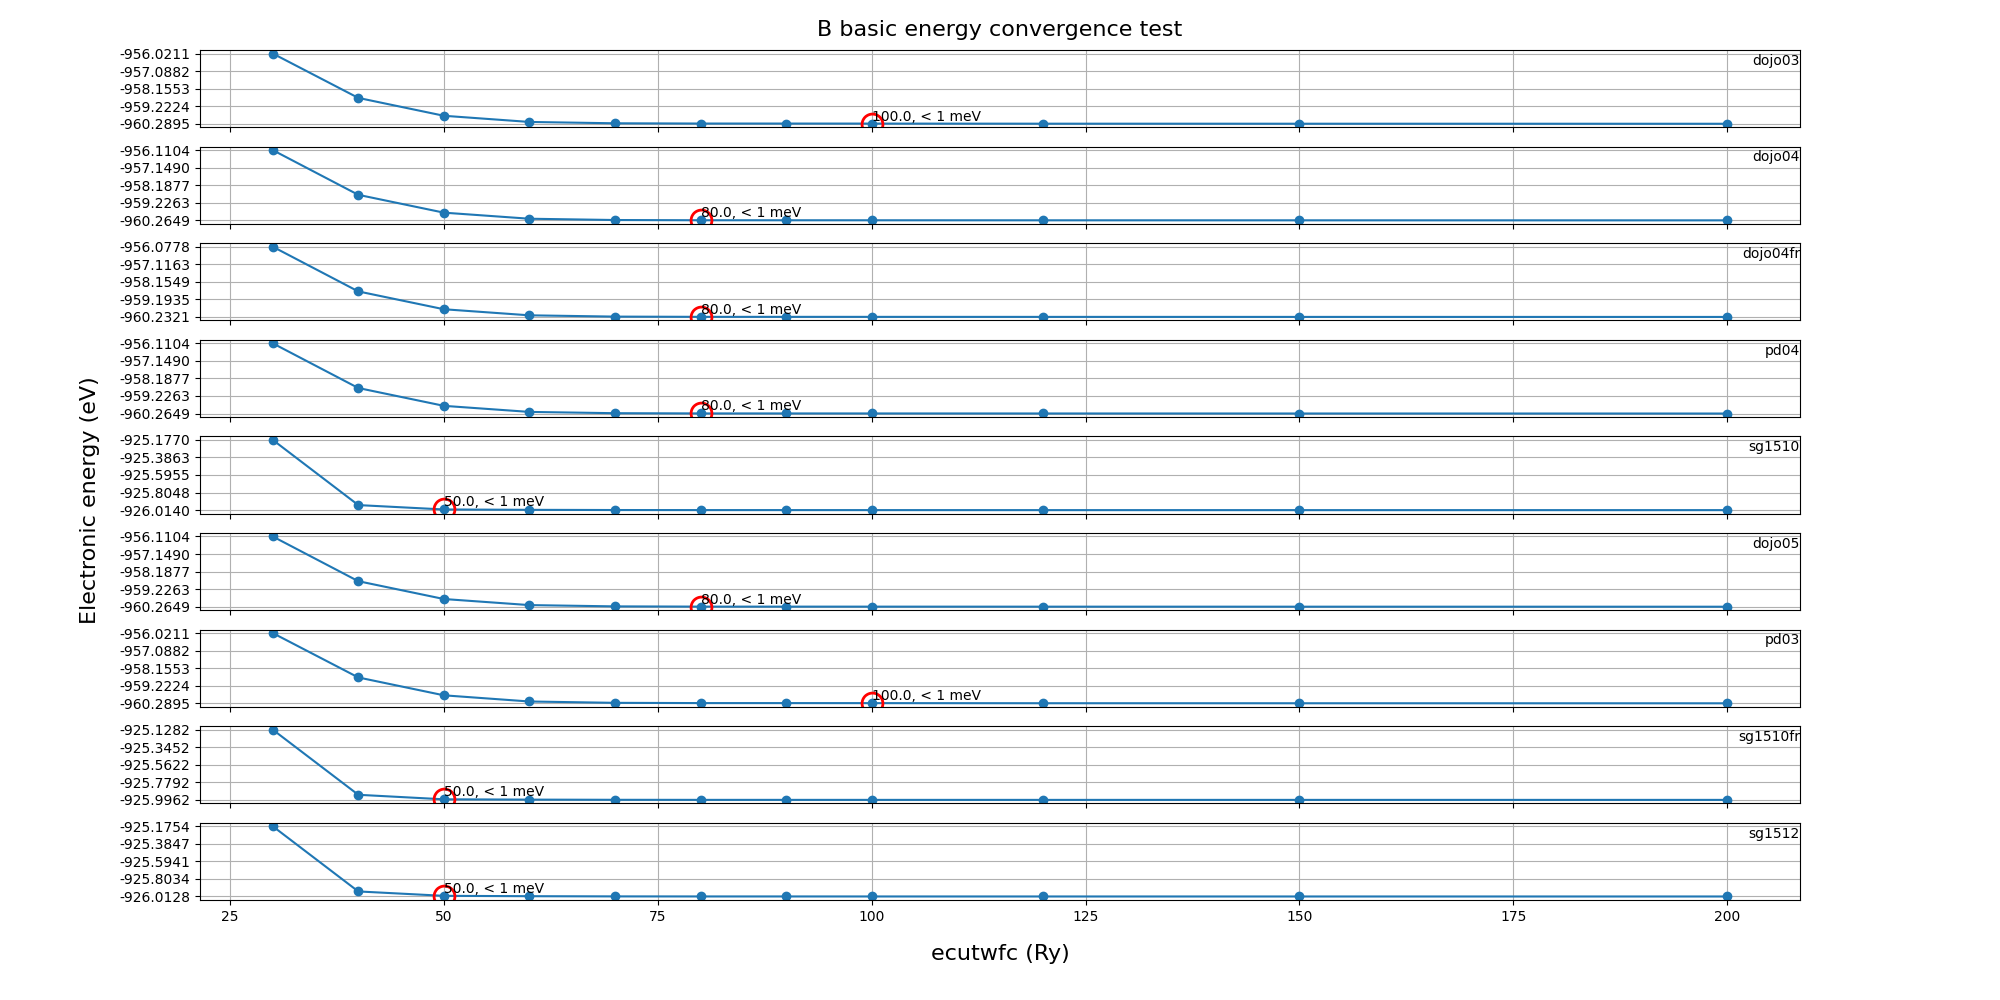 B basic energy convergence test
Electronic energy (eV)
-956.0211
-957.0882
-958.1553
-959.2224
-960.2895
dojo03
100.0, < 1 meV
-956.1104
-957.1490
-958.1877
-959.2263
-960.2649
dojo04
80.0, < 1 meV
-956.0778
-957.1163
-958.1549
-959.1935
-960.2321
dojo04fr
80.0, < 1 meV
-956.1104
-957.1490
-958.1877
-959.2263
-960.2649
pd04
80.0, < 1 meV
-925.1770
-925.3863
-925.5955
-925.8048
-926.0140
sg1510
50.0, < 1 meV
-956.1104
-957.1490
-958.1877
-959.2263
-960.2649
dojo05
80.0, < 1 meV
-956.0211
-957.0882
-958.1553
-959.2224
-960.2895
pd03
100.0, < 1 meV
-925.1282
-925.3452
-925.5622
-925.7792
-925.9962
sg1510fr
50.0, < 1 meV
-925.1754
-925.3847
-925.5941
-925.8034
-926.0128
sg1512
50.0, < 1 meV
25 50 75 100 125 150 175 200
ecutwfc (Ry)